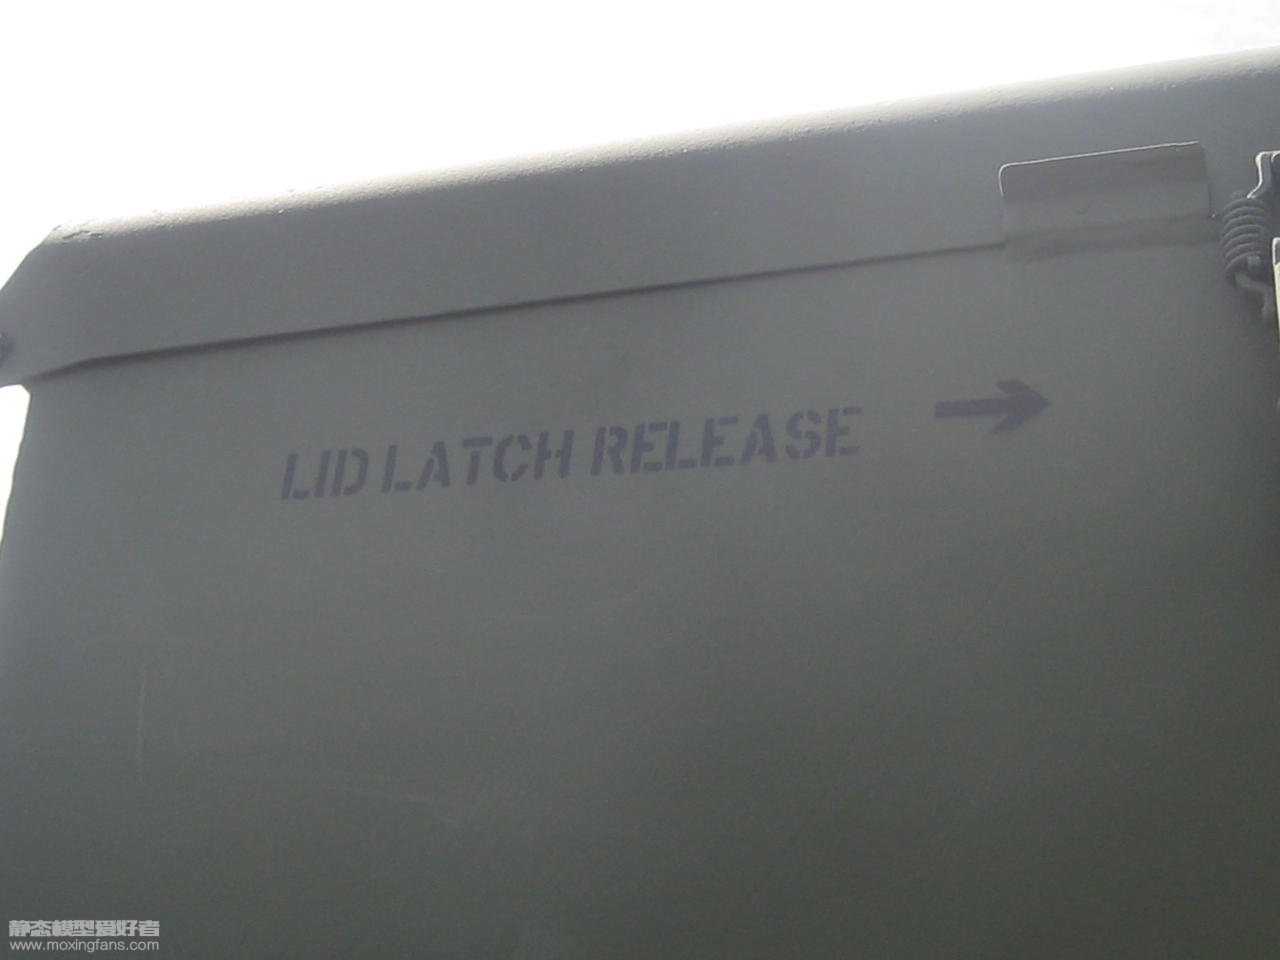 LID LATCH RELEASE
静态模型爱好者
www.moxingfans.com